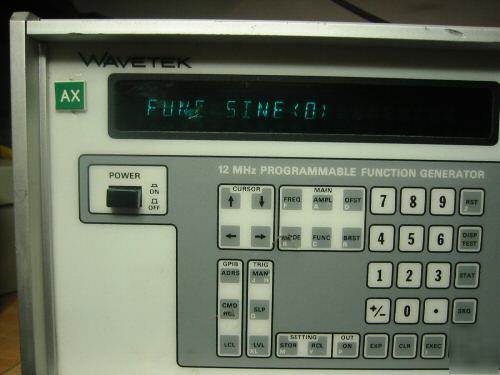 WAVETEK
AX
FUNC SINE(0)
12 MHz PROGRAMMABLE FUNCTION GENERATOR
POWER
ON
OFF
CURSOR
MAIN
FREQ AMPL OFST
FUNC BRST
7 8 9 RST
4 5 6 DISP TEST
1 2 3 STAT
+/- 0 . SRQ
GPIB TRIG
ADRS MAN
CMD RCL SLP
LCL LVL
SETTING OUT
STOR RCL ON EXP CLR EXEC